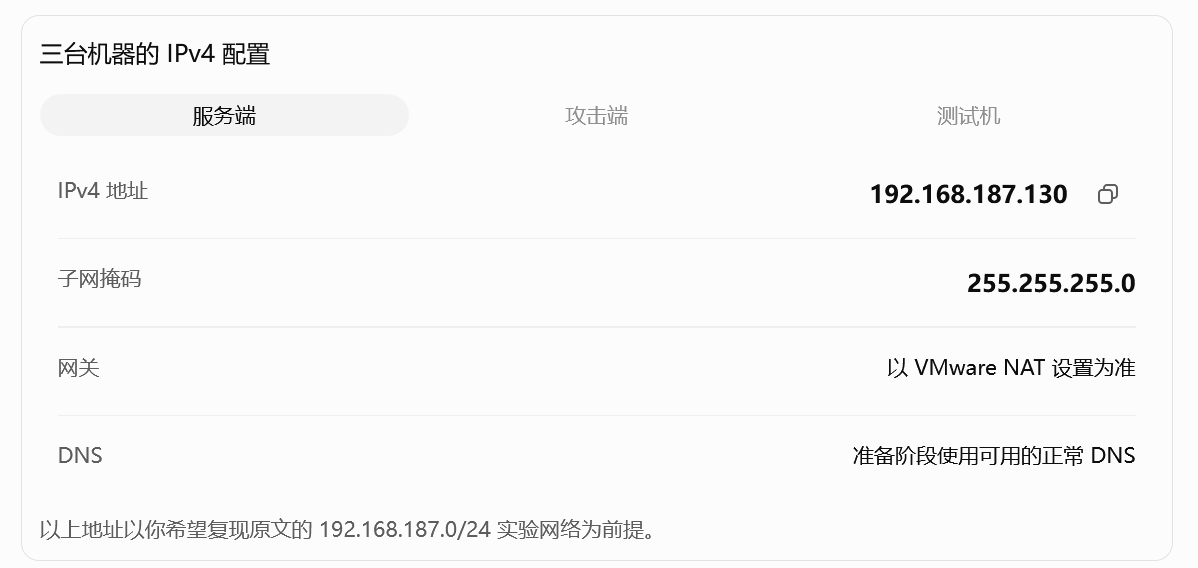 三台机器的 IPv4 配置
服务端 攻击端 测试机
IPv4 地址 192.168.187.130
子网掩码 255.255.255.0
网关 以 VMware NAT 设置为准
DNS 准备阶段使用可用的正常 DNS
以上地址以你希望复现原文的 192.168.187.0/24 实验网络为前提。